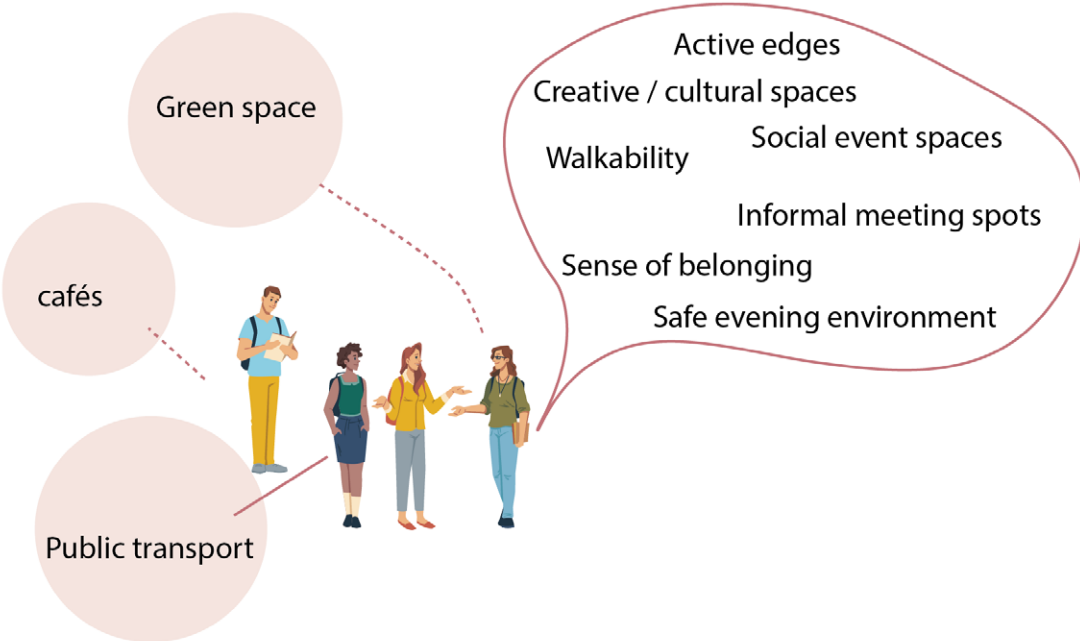 Green space
cafés
Public transport
Active edges
Creative / cultural spaces
Social event spaces
Walkability
Informal meeting spots
Sense of belonging
Safe evening environment